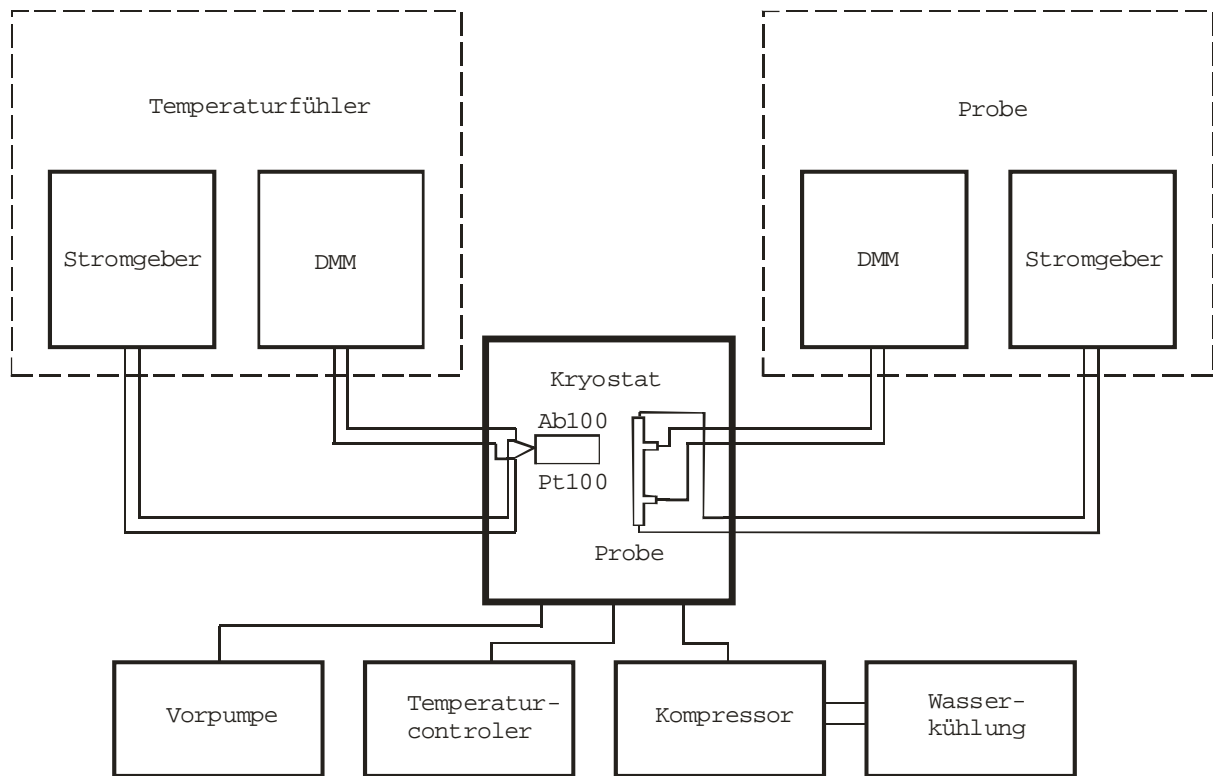 Temperaturfühler
Probe
Stromgeber
DMM
DMM
Stromgeber
Kryostat
Ab100
Pt100
Probe
Vorpumpe
Temperatur-
controler
Kompressor
Wasser-
kühlung